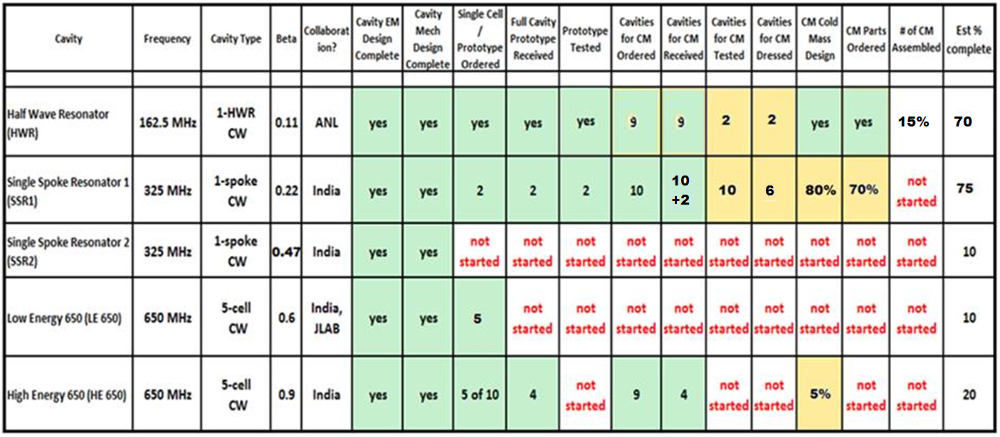 Cavity | Frequency | Cavity Type | Beta | Collaborat ion? | Cavity EM Design Complete | Cavity Mech Design Complete | Single Cell / Prototype Ordered | Full Cavity Prototype Received | Prototype Tested | Cavities for CM Ordered | Cavities for CM Received | Cavities for CM Tested | Cavities for CM Dressed | CM Cold Mass Design | CM Parts Ordered | # of CM Assembled | Est % complete
Half Wave Resonator (HWR) | 162.5 MHz | 1-HWR CW | 0.11 | ANL | yes | yes | yes | yes | yes | 9 | 9 | 2 | 2 | yes | yes | 15% | 70
Single Spoke Resonator 1 (SSR1) | 325 MHz | 1-spoke CW | 0.22 | India | yes | yes | 2 | 2 | 2 | 10 | 10 +2 | 10 | 6 | 80% | 70% | not started | 75
Single Spoke Resonator 2 (SSR2) | 325 MHz | 1-spoke CW | 0.47 | India | yes | yes | not started | not started | not started | not started | not started | not started | not started | not started | not started | not started | 10
Low Energy 650 (LE 650) | 650 MHz | 5-cell CW | 0.6 | India, JLAB | yes | yes | 5 | not started | not started | not started | not started | not started | not started | not started | not started | not started | 10
High Energy 650 (HE 650) | 650 MHz | 5-cell CW | 0.9 | India | yes | yes | 5 of 10 | 4 | not started | 9 | 4 | not started | not started | 5% | not started | not started | 20